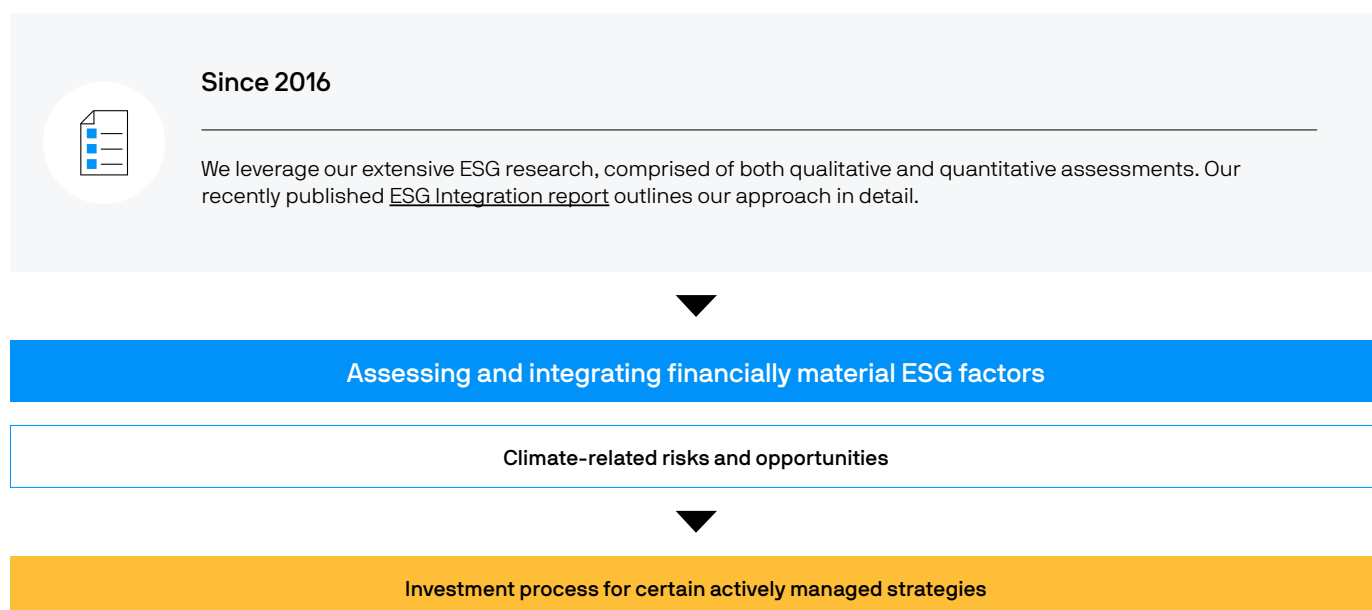 Since 2016
We leverage our extensive ESG research, comprised of both qualitative and quantitative assessments. Our
recently published ESG Integration report outlines our approach in detail.
Assessing and integrating financially material ESG factors
Climate-related risks and opportunities
Investment process for certain actively managed strategies